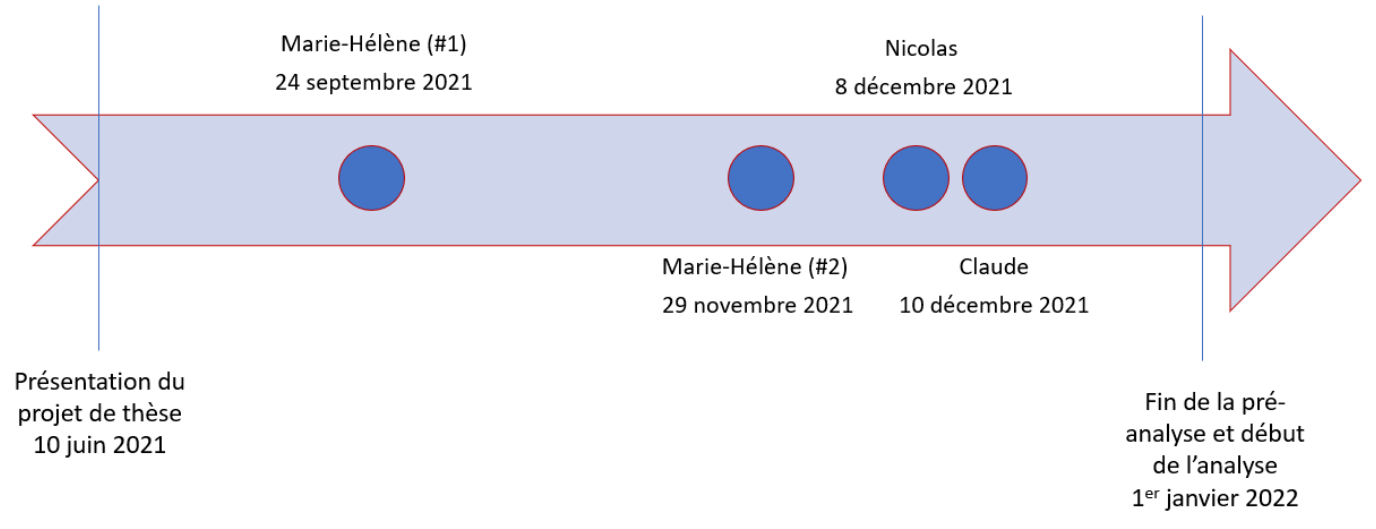 Marie-Hélène (#1)
24 septembre 2021
Nicolas
8 décembre 2021
Marie-Hélène (#2)
29 novembre 2021
Claude
10 décembre 2021
Présentation du
projet de thèse
10 juin 2021
Fin de la pré-
analyse et début
de l’analyse
1er janvier 2022